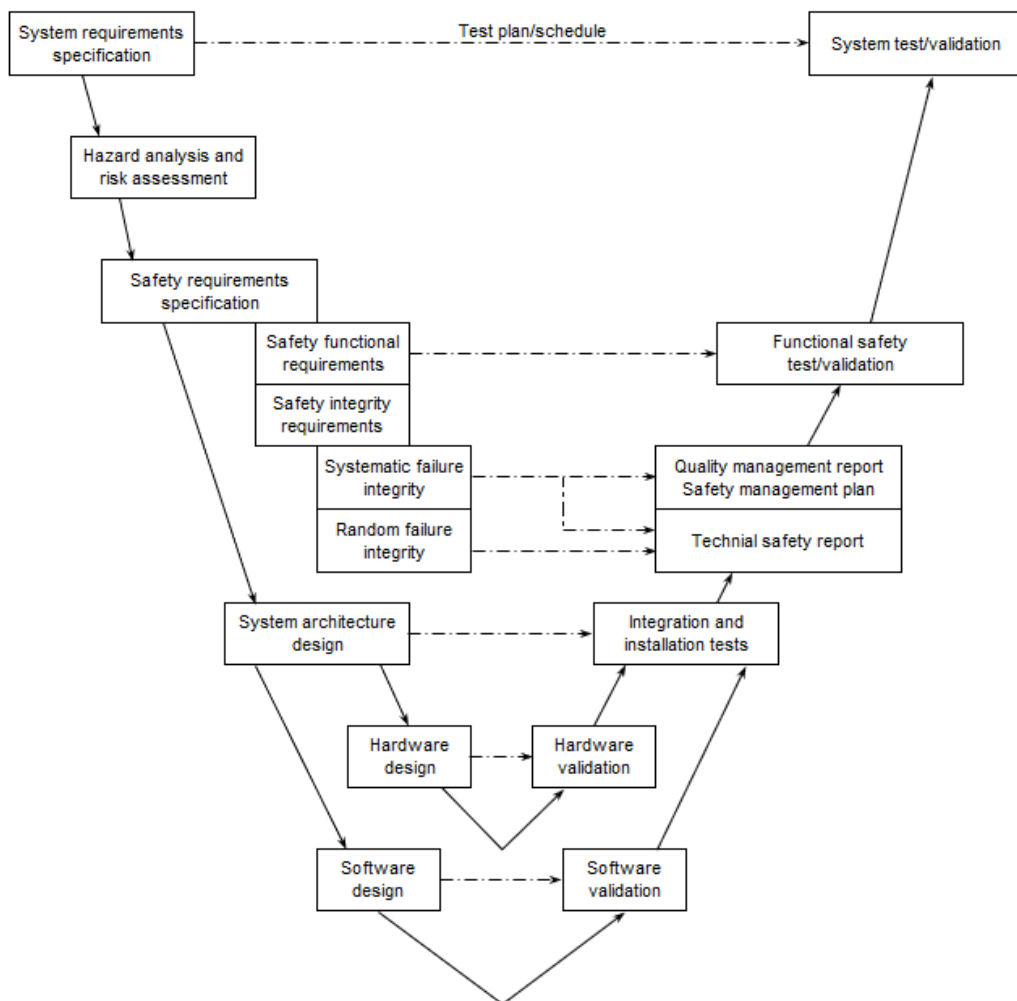 System requirements
specification
Test plan/schedule
System test/validation
Hazard analysis and
risk assessment
Safety requirements
specification
Safety functional
requirements
Functional safety
test/validation
Safety integrity
requirements
Systematic failure
integrity
Quality management report
Safety management plan
Random failure
integrity
Technial safety report
System architecture
design
Integration and
installation tests
Hardware
design
Hardware
validation
Software
design
Software
validation